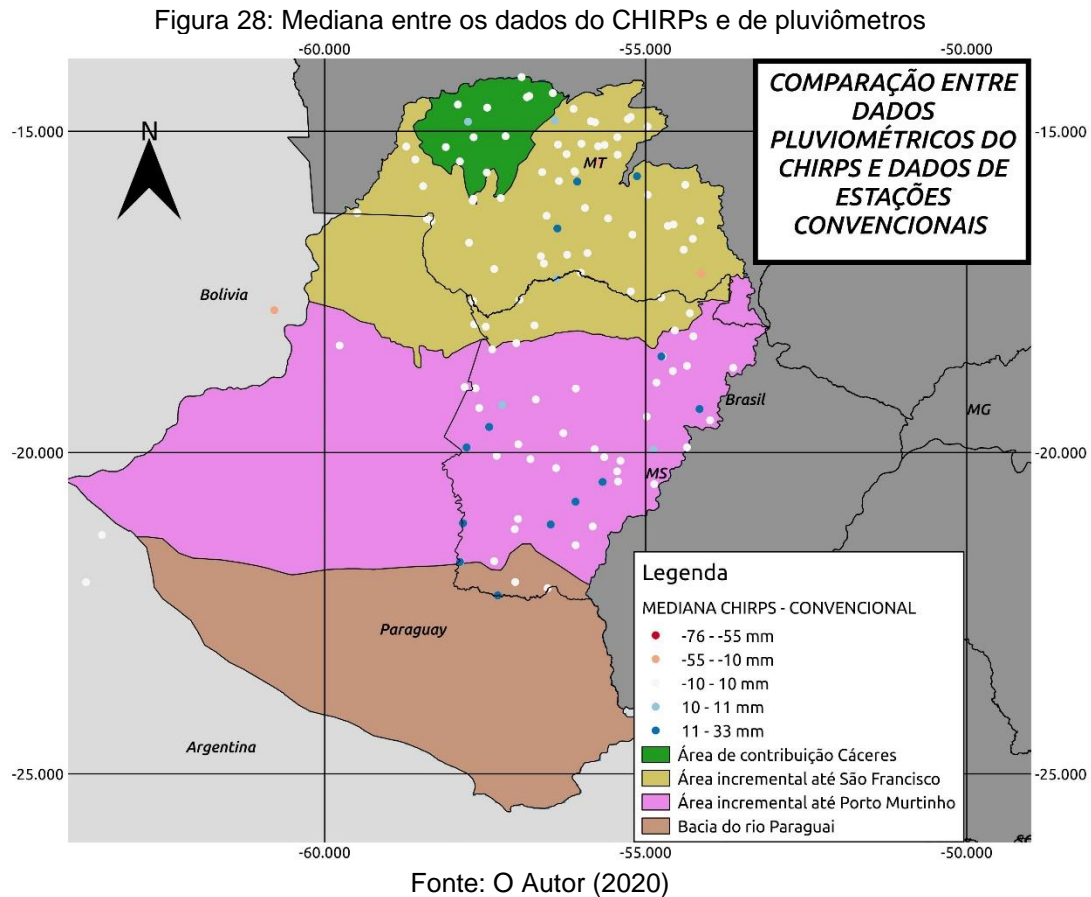 Figura 28: Mediana entre os dados do CHIRPs e de pluviômetros
-60.000 -55.000 -50.000
COMPARAÇÃO ENTRE
DADOS
PLUVIOMÉTRICOS DO
CHIRPS E DADOS DE
ESTAÇÕES
CONVENCIONAIS
N
-15.000 -15.000
MT
Bolivia
Brasil
MG
-20.000 -20.000
MS
Paraguay
Argentina
Legenda
MEDIANA CHIRPS - CONVENCIONAL
-76 - -55 mm
-55 - -10 mm
-10 - 10 mm
10 - 11 mm
11 - 33 mm
Área de contribuição Cáceres
Área incremental até São Francisco
Área incremental até Porto Murtinho
Bacia do rio Paraguai
-25.000 -25.000
-60.000 -55.000 -50.000
Fonte: O Autor (2020)